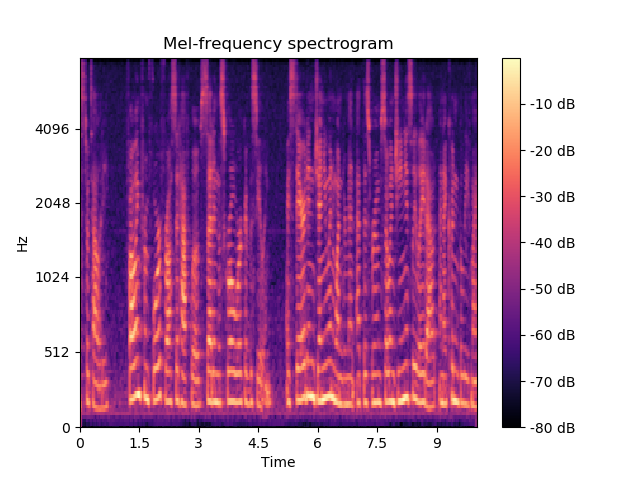 Mel-frequency spectrogram
4096
2048
1024
512
0
Hz
0 1.5 3 4.5 6 7.5 9
Time
-10 dB
-20 dB
-30 dB
-40 dB
-50 dB
-60 dB
-70 dB
-80 dB